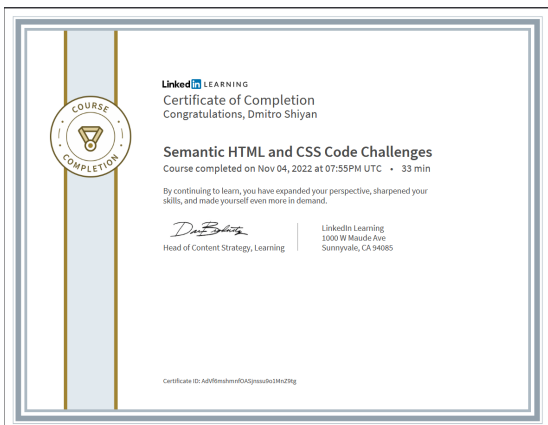 LinkedIn LEARNING
Certificate of Completion
Congratulations, Dmitro Shiyan
COURSE
COMPLETION
Semantic HTML and CSS Code Challenges
Course completed on Nov 04, 2022 at 07:55PM UTC • 33 min
By continuing to learn, you have expanded your perspective, sharpened your
skills, and made yourself even more in demand.
Head of Content Strategy, Learning
LinkedIn Learning
1000 W Maude Ave
Sunnyvale, CA 94085
Certificate ID: